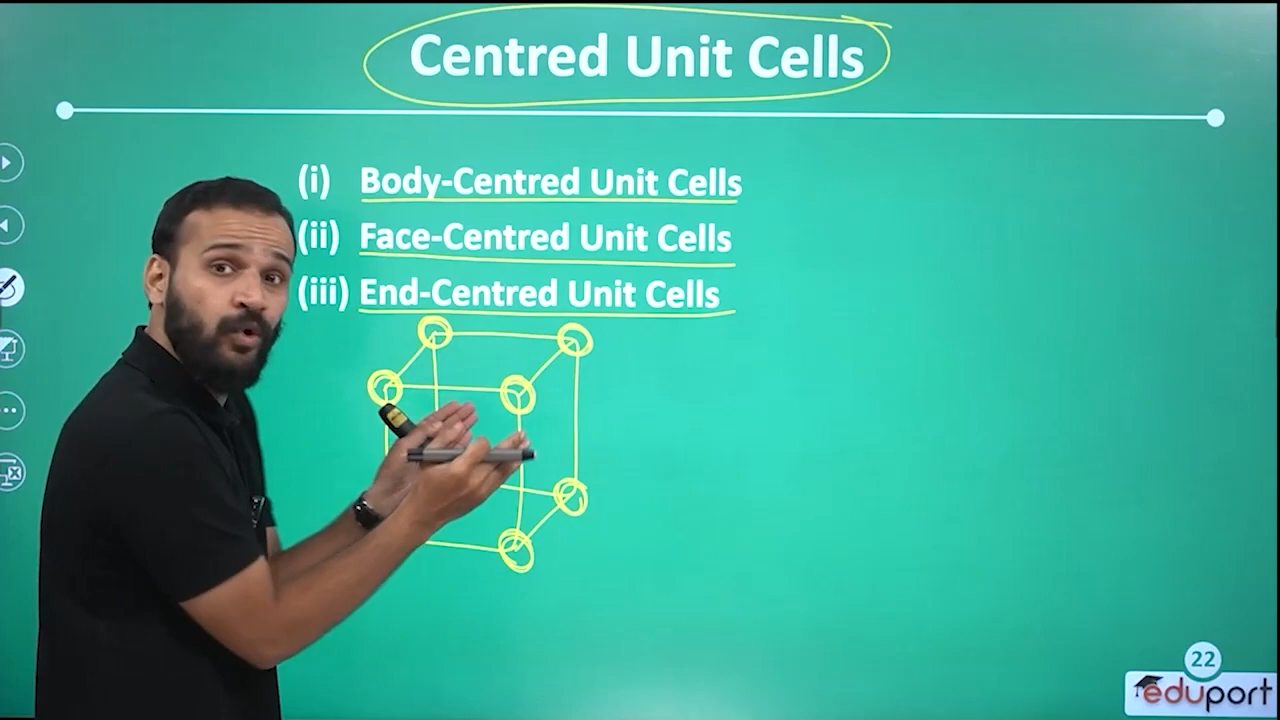 Centred Unit Cells
(i) Body-Centred Unit Cells
(ii) Face-Centred Unit Cells
(iii) End-Centred Unit Cells
22
eduport